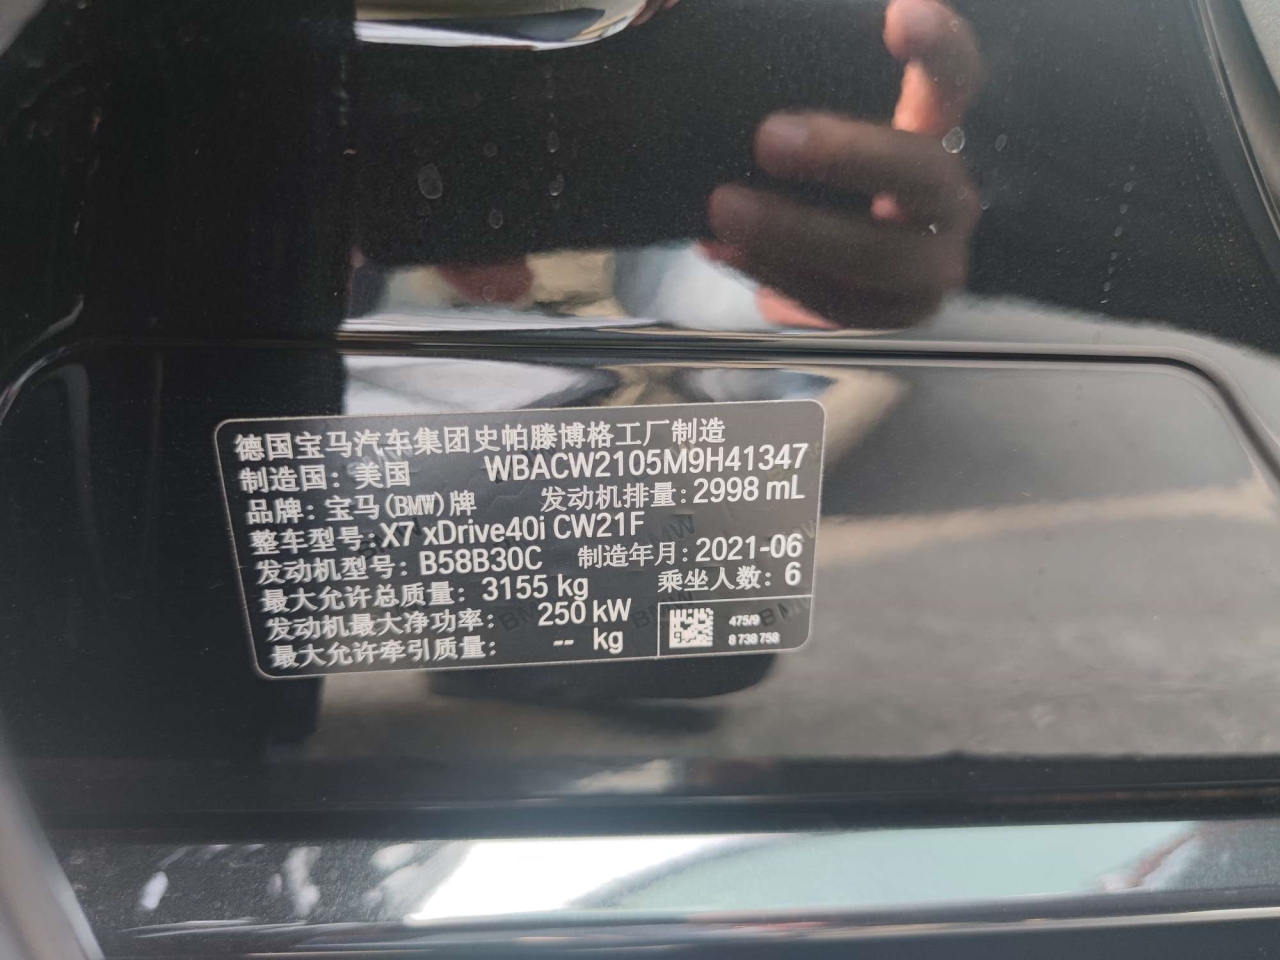 德国宝马汽车集团史帕滕博格工厂制造
制造国: 美国 WBACW2105M9H41347
品牌: 宝马(BMW)牌 发动机排量: 2998 mL
整车型号: X7 xDrive40i CW21F
发动机型号: B58B30C 制造年月: 2021-06
最大允许总质量: 3155 kg 乘坐人数: 6
发动机最大净功率: 250 kW
最大允许牵引质量: -- kg
475/9
8 738 758